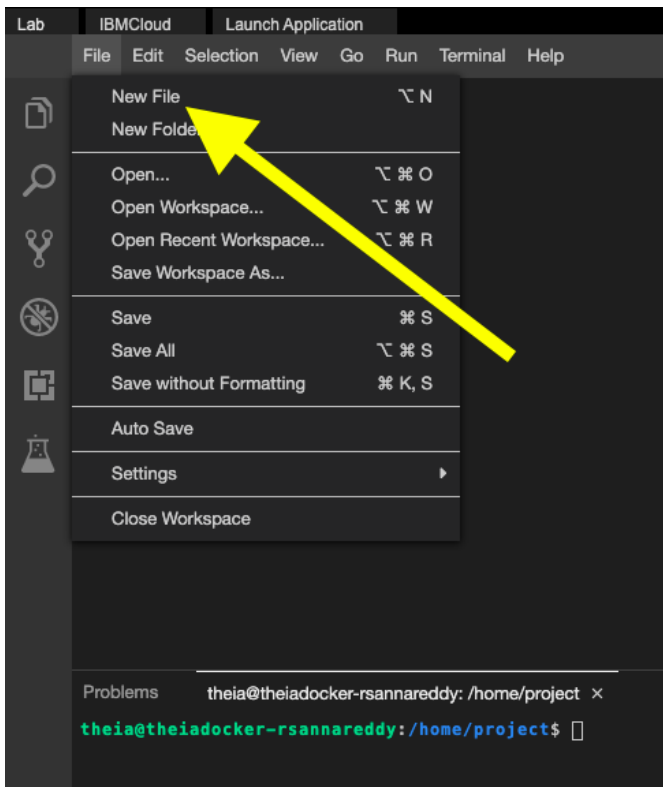 Lab IBMCloud Launch Application
File Edit Selection View Go Run Terminal Help
New File ⌥ N
New Folde
Open... ⌥ ⌘ O
Open Workspace... ⌥ ⌘ W
Open Recent Workspace... ⌥ ⌘ R
Save Workspace As...
Save ⌘ S
Save All ⌥ ⌘ S
Save without Formatting ⌘ K, S
Auto Save
Settings
Close Workspace
Problems theia@theiadocker-rsannareddy: /home/project ×
theia@theiadocker-rsannareddy:/home/project$